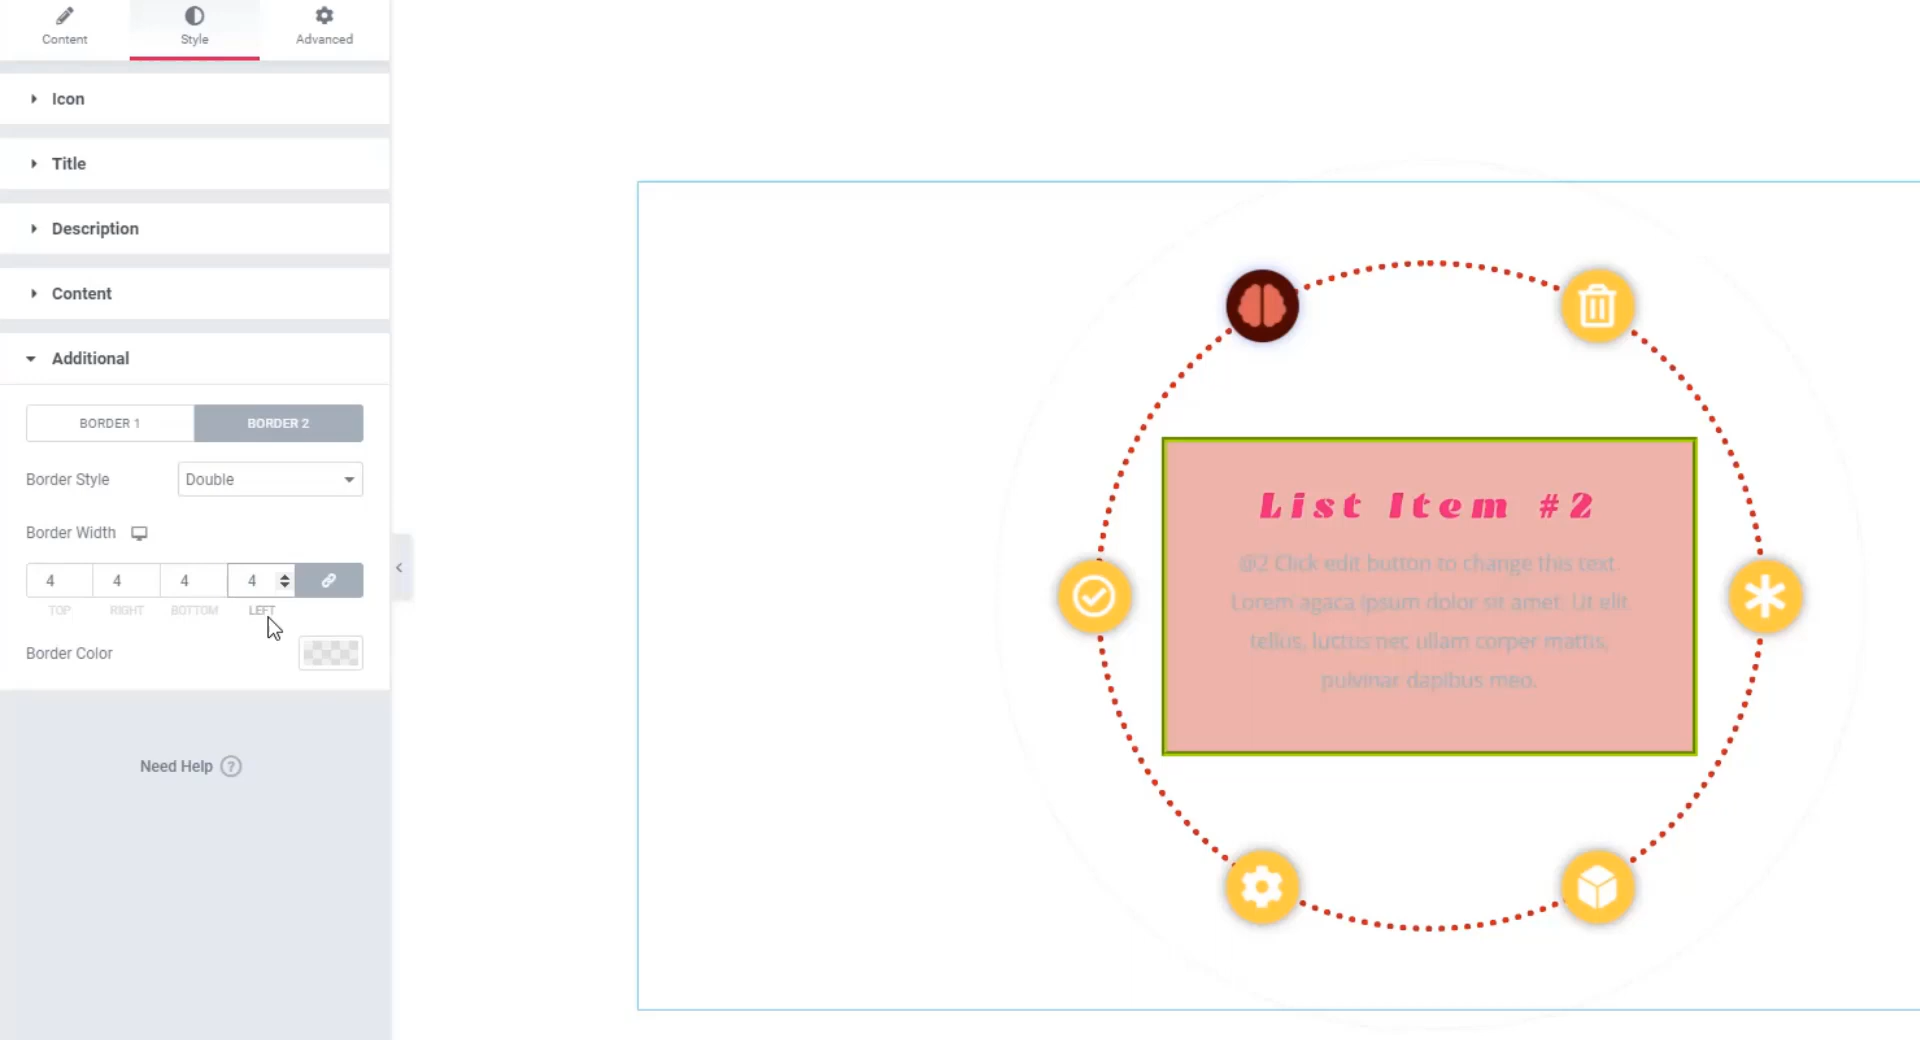 Content Style Advanced
Icon
Title
Description
Content
Additional
BORDER 1 BORDER 2
Border Style Double
Border Width
4 4 4 4
TOP RIGHT BOTTOM LEFT
Border Color
Need Help ?
List Item #2
@2 Click edit button to change this text.
Lorem agaca ipsum dolor sit amet. Ut elit
tellus, luctus nec ullam corper mattis,
pulvinar dapibus meo.